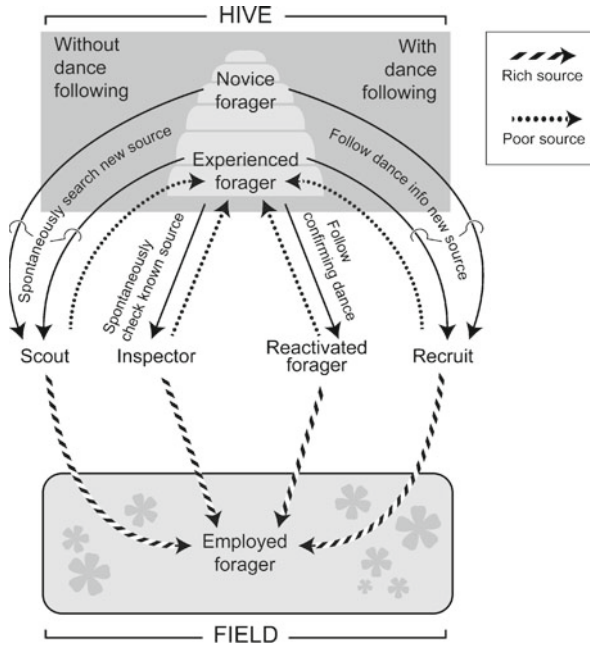 HIVE
Without
dance
following
With
dance
following
Novice
forager
Experienced
forager
Spontaneously search new source
Follow dance info new source
Spontaneously
check known source
Follow
confirming dance
Scout
Inspector
Reactivated
forager
Recruit
Employed
forager
FIELD
Rich source
Poor source